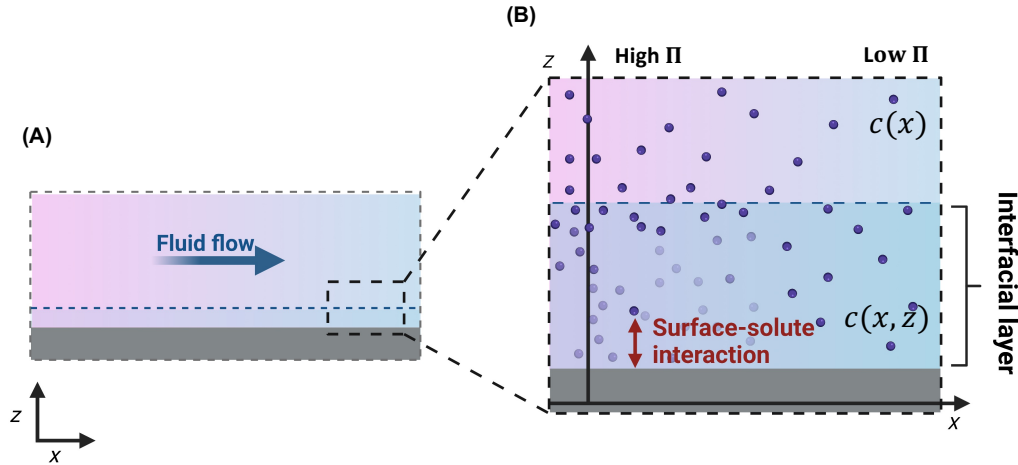 (A)
Fluid flow
z
x
(B)
z
High Π
Low Π
c(x)
c(x, z)
Surface-solute
interaction
Interfacial layer
x